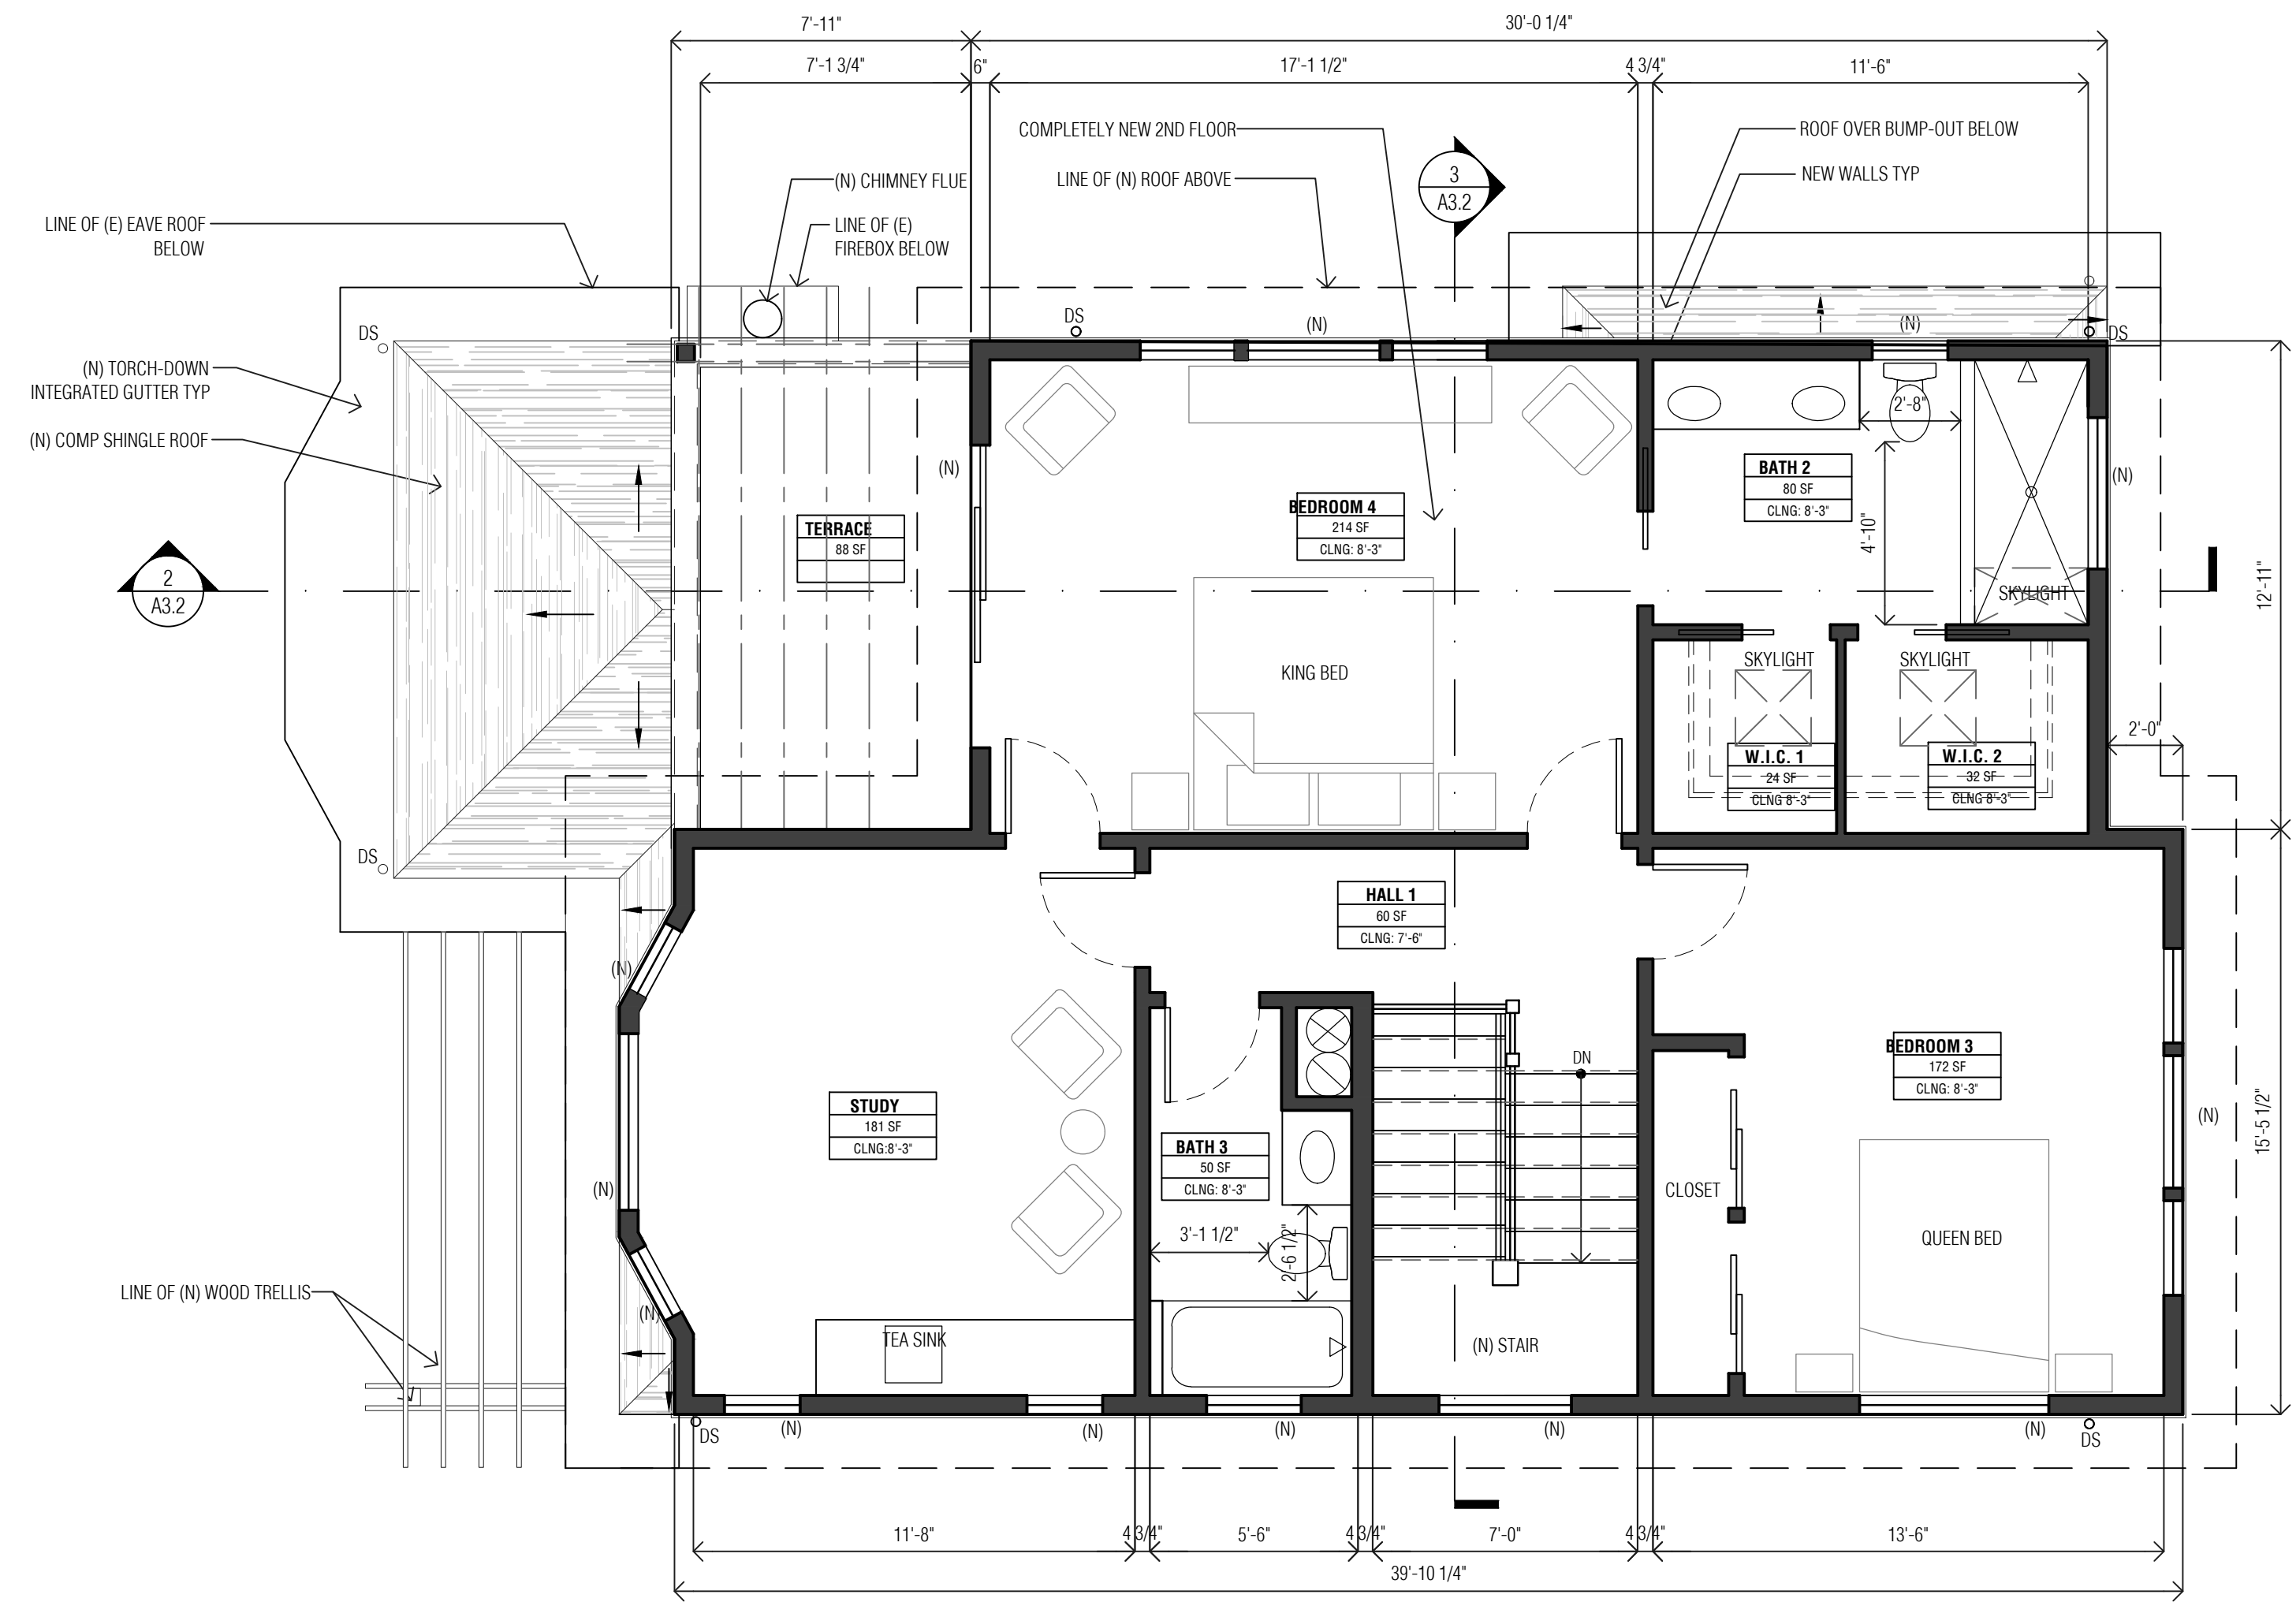 7'-11"
30'-0 1/4"
7'-1 3/4"
6"
17'-1 1/2"
4 3/4"
11'-6"
COMPLETELY NEW 2ND FLOOR
ROOF OVER BUMP-OUT BELOW
(N) CHIMNEY FLUE
LINE OF (N) ROOF ABOVE
3
A3.2
NEW WALLS TYP
LINE OF (E) EAVE ROOF
BELOW
LINE OF (E)
FIREBOX BELOW
DS
DS
(N)
(N)
DS
(N) TORCH-DOWN
INTEGRATED GUTTER TYP
(N) COMP SHINGLE ROOF
2'-8"
(N)
BATH 2
80 SF
CLNG: 8'-3"
(N)
BEDROOM 4
214 SF
CLNG: 8'-3"
TERRACE
88 SF
4'-10"
2
A3.2
SKYLIGHT
12'-11"
KING BED
SKYLIGHT
SKYLIGHT
2'-0"
W.I.C. 1
24 SF
CLNG 8'-3"
W.I.C. 2
32 SF
CLNG 8'-3"
DS
HALL 1
60 SF
CLNG: 7'-6"
(N)
DN
BEDROOM 3
172 SF
CLNG: 8'-3"
STUDY
181 SF
CLNG:8'-3"
(N)
15'-5 1/2"
BATH 3
50 SF
CLNG: 8'-3"
(N)
CLOSET
3'-1 1/2"
2'-6 1/2"
QUEEN BED
LINE OF (N) WOOD TRELLIS
(N)
TEA SINK
(N) STAIR
DS
(N)
(N)
(N)
(N)
(N)
DS
11'-8"
4 3/4"
5'-6"
4 3/4"
7'-0"
4 3/4"
13'-6"
39'-10 1/4"